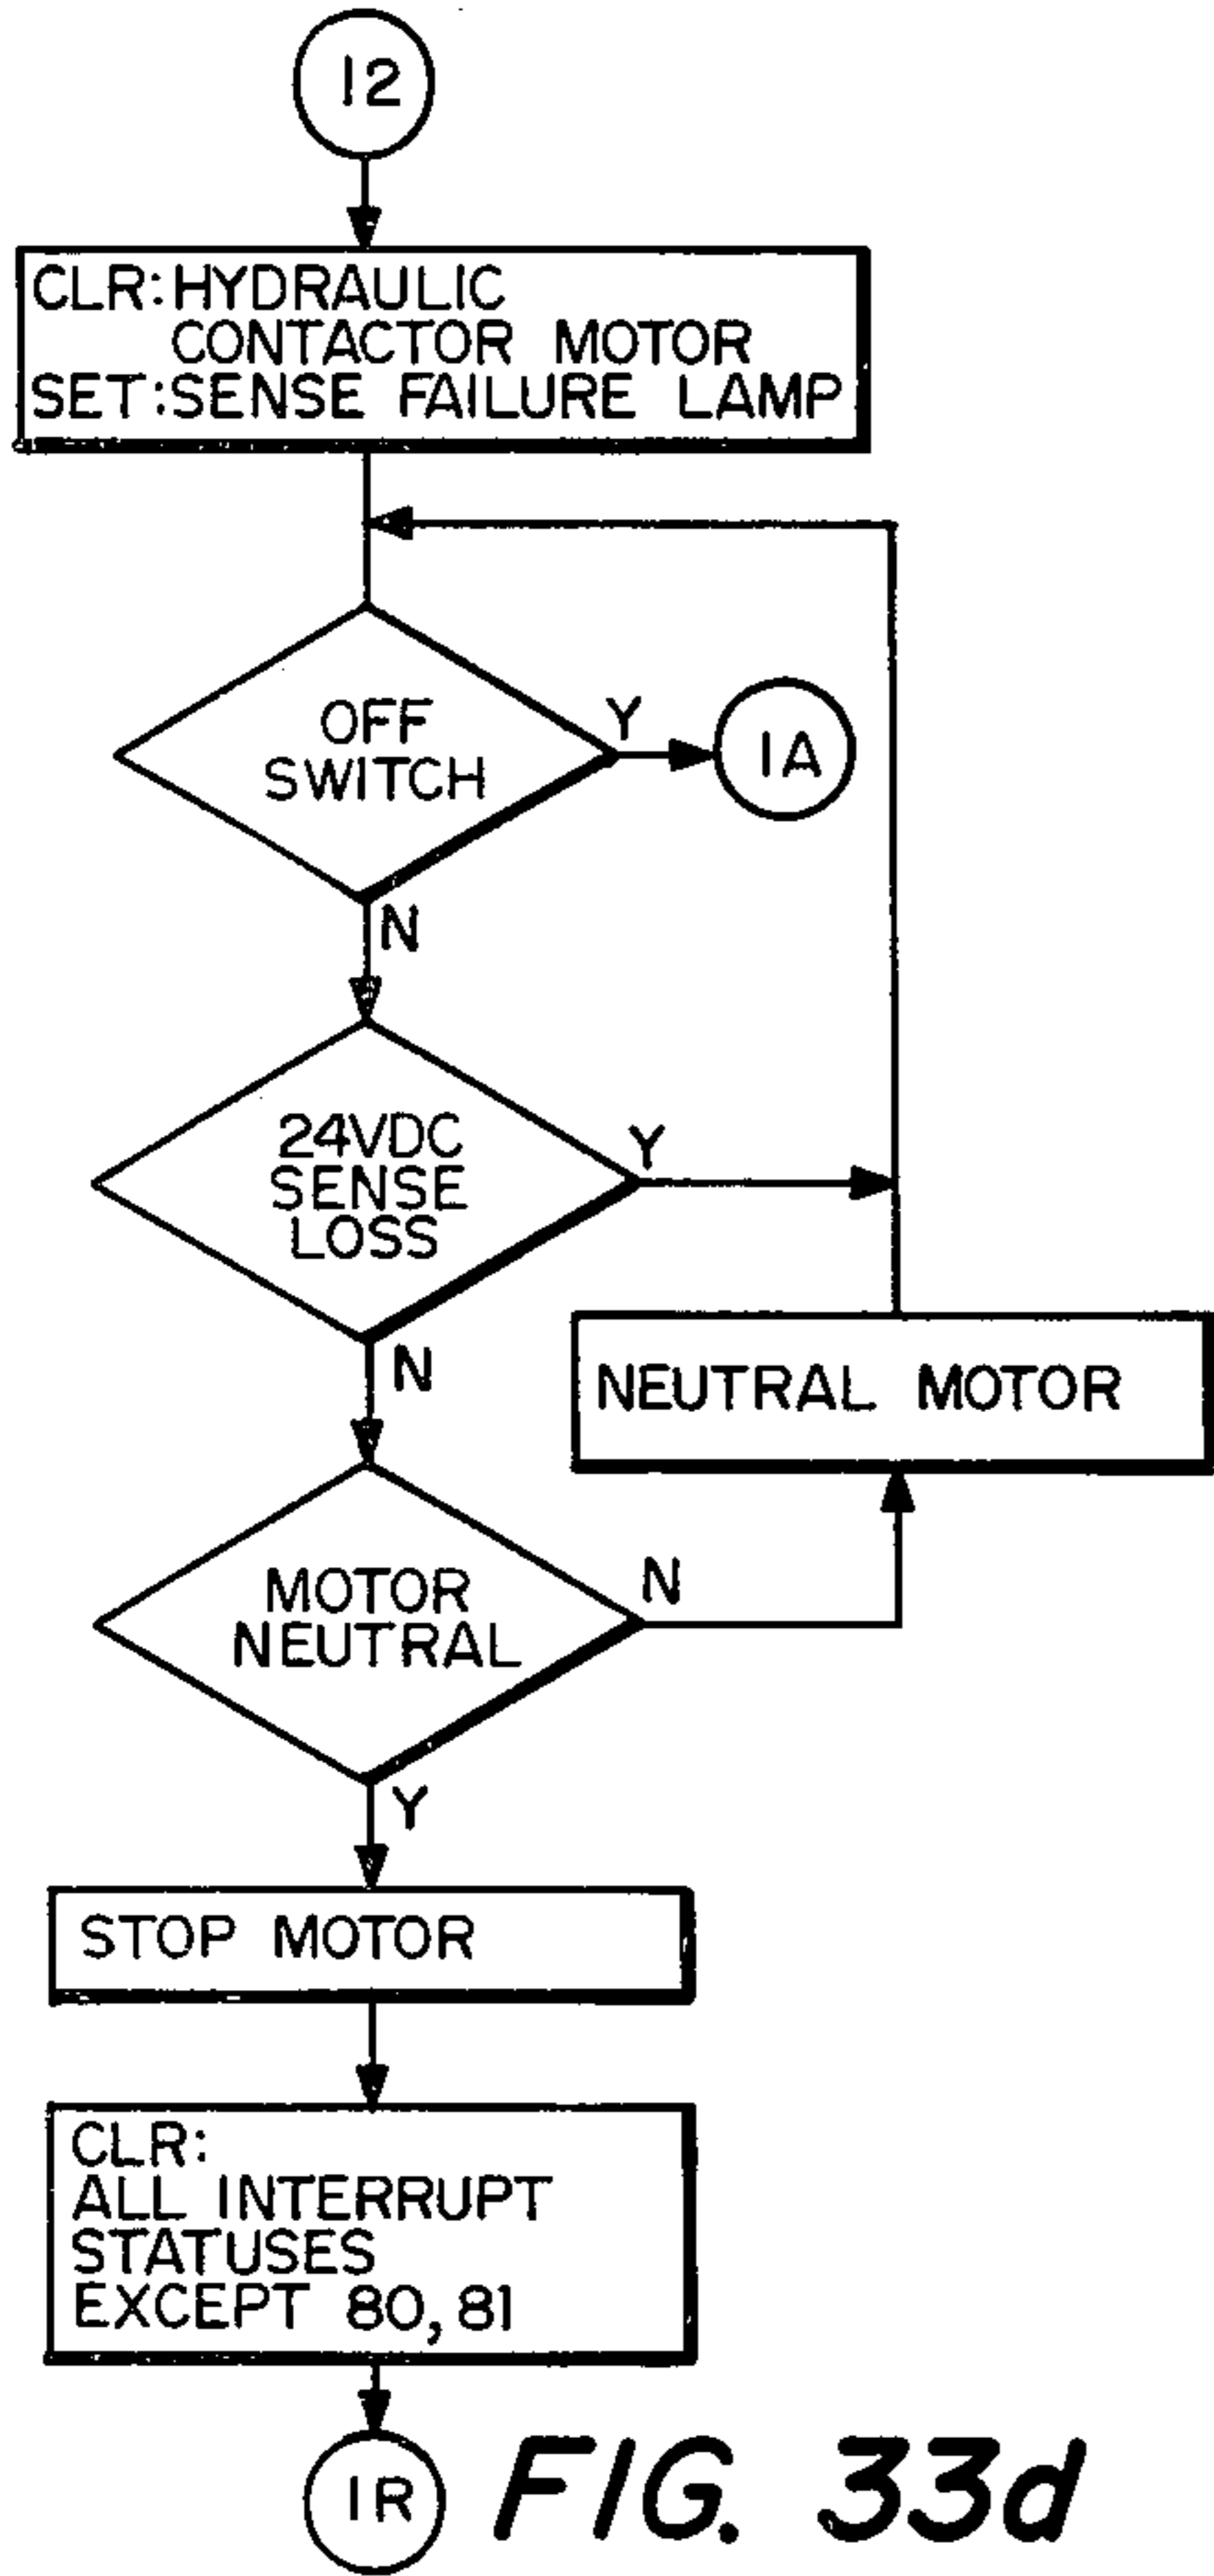 12
CLR: HYDRAULIC
CONTACTOR MOTOR
SET: SENSE FAILURE LAMP
OFF
SWITCH
Y
1A
N
24VDC
SENSE
LOSS
Y
N
NEUTRAL MOTOR
MOTOR
NEUTRAL
N
Y
STOP MOTOR
CLR:
ALL INTERRUPT
STATUSES
EXCEPT 80, 81
1R
FIG. 33d